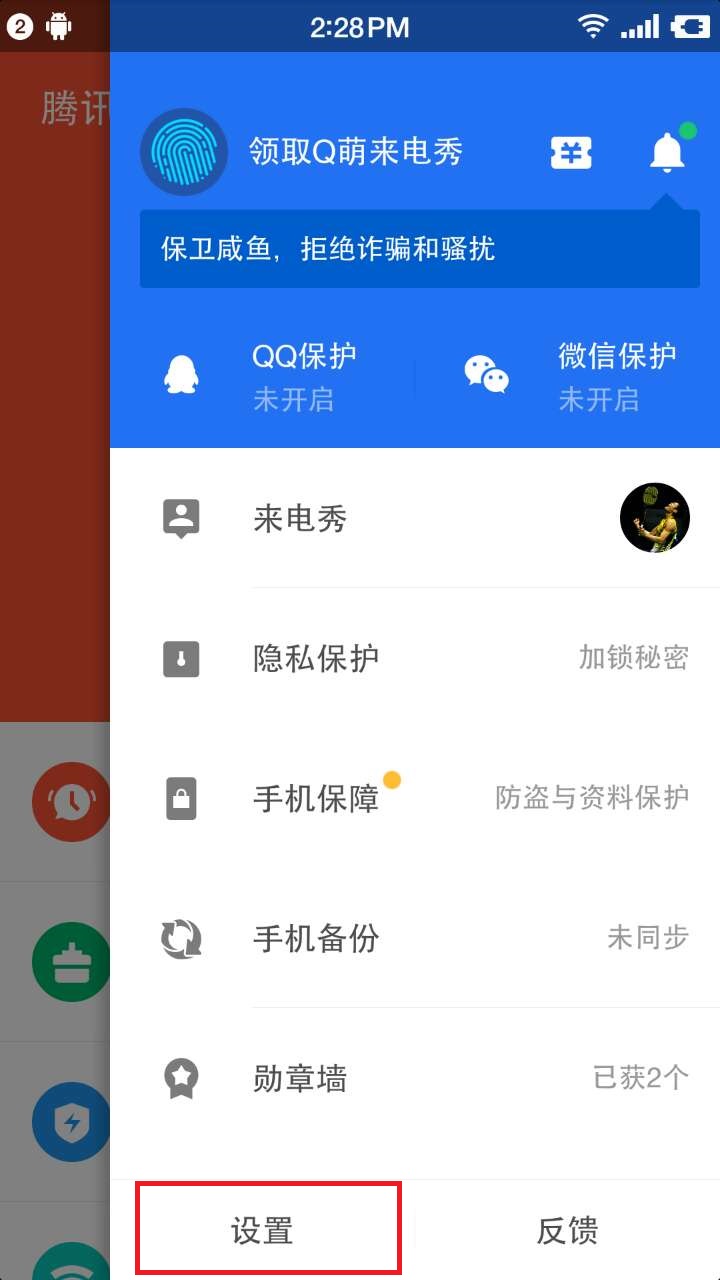 2
2:28PM
腾讯
领取Q萌来电秀
保卫咸鱼，拒绝诈骗和骚扰
QQ保护
未开启
微信保护
未开启
来电秀
隐私保护 加锁秘密
手机保障 防盗与资料保护
手机备份 未同步
勋章墙 已获2个
设置 反馈